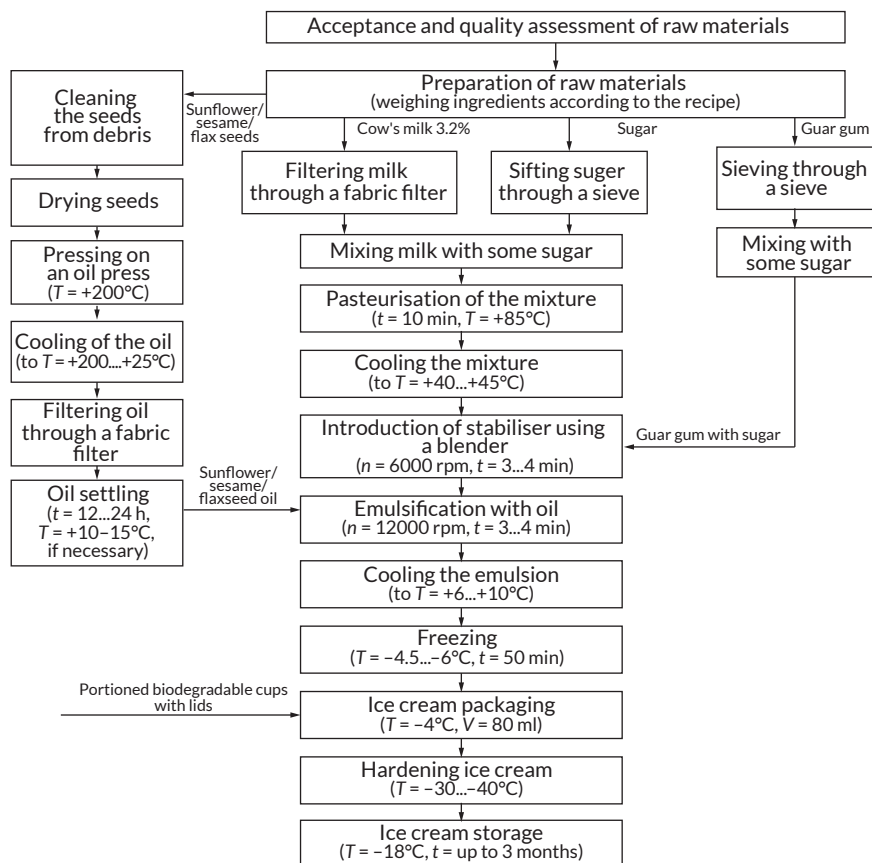 Acceptance and quality assessment of raw materials
Preparation of raw materials
(weighing ingredients according to the recipe)
Cleaning
the seeds
from debris
Sunflower/
sesame/
flax seeds
Cow's milk 3.2%
Sugar
Guar gum
Filtering milk
through a fabric filter
Sifting suger
through a sieve
Sieving through
a sieve
Drying seeds
Mixing milk with some sugar
Mixing with
some sugar
Pressing on
an oil press
(T = +200°C)
Pasteurisation of the mixture
(t = 10 min, T = +85°C)
Cooling of the oil
(to T = +200....+25°C)
Cooling the mixture
(to T = +40...+45°C)
Filtering oil
through a fabric
filter
Introduction of stabiliser using
a blender
(n = 6000 rpm, t = 3...4 min)
Guar gum with sugar
Oil settling
(t = 12...24 h,
T = +10–15°C,
if necessary)
Sunflower/
sesame/
flaxseed oil
Emulsification with oil
(n = 12000 rpm, t = 3...4 min)
Cooling the emulsion
(to T = +6...+10°C)
Freezing
(T = –4.5...–6°C, t = 50 min)
Portioned biodegradable cups
with lids
Ice cream packaging
(T = –4°C, V = 80 ml)
Hardening ice cream
(T = –30...–40°C)
Ice cream storage
(T = –18°C, t = up to 3 months)